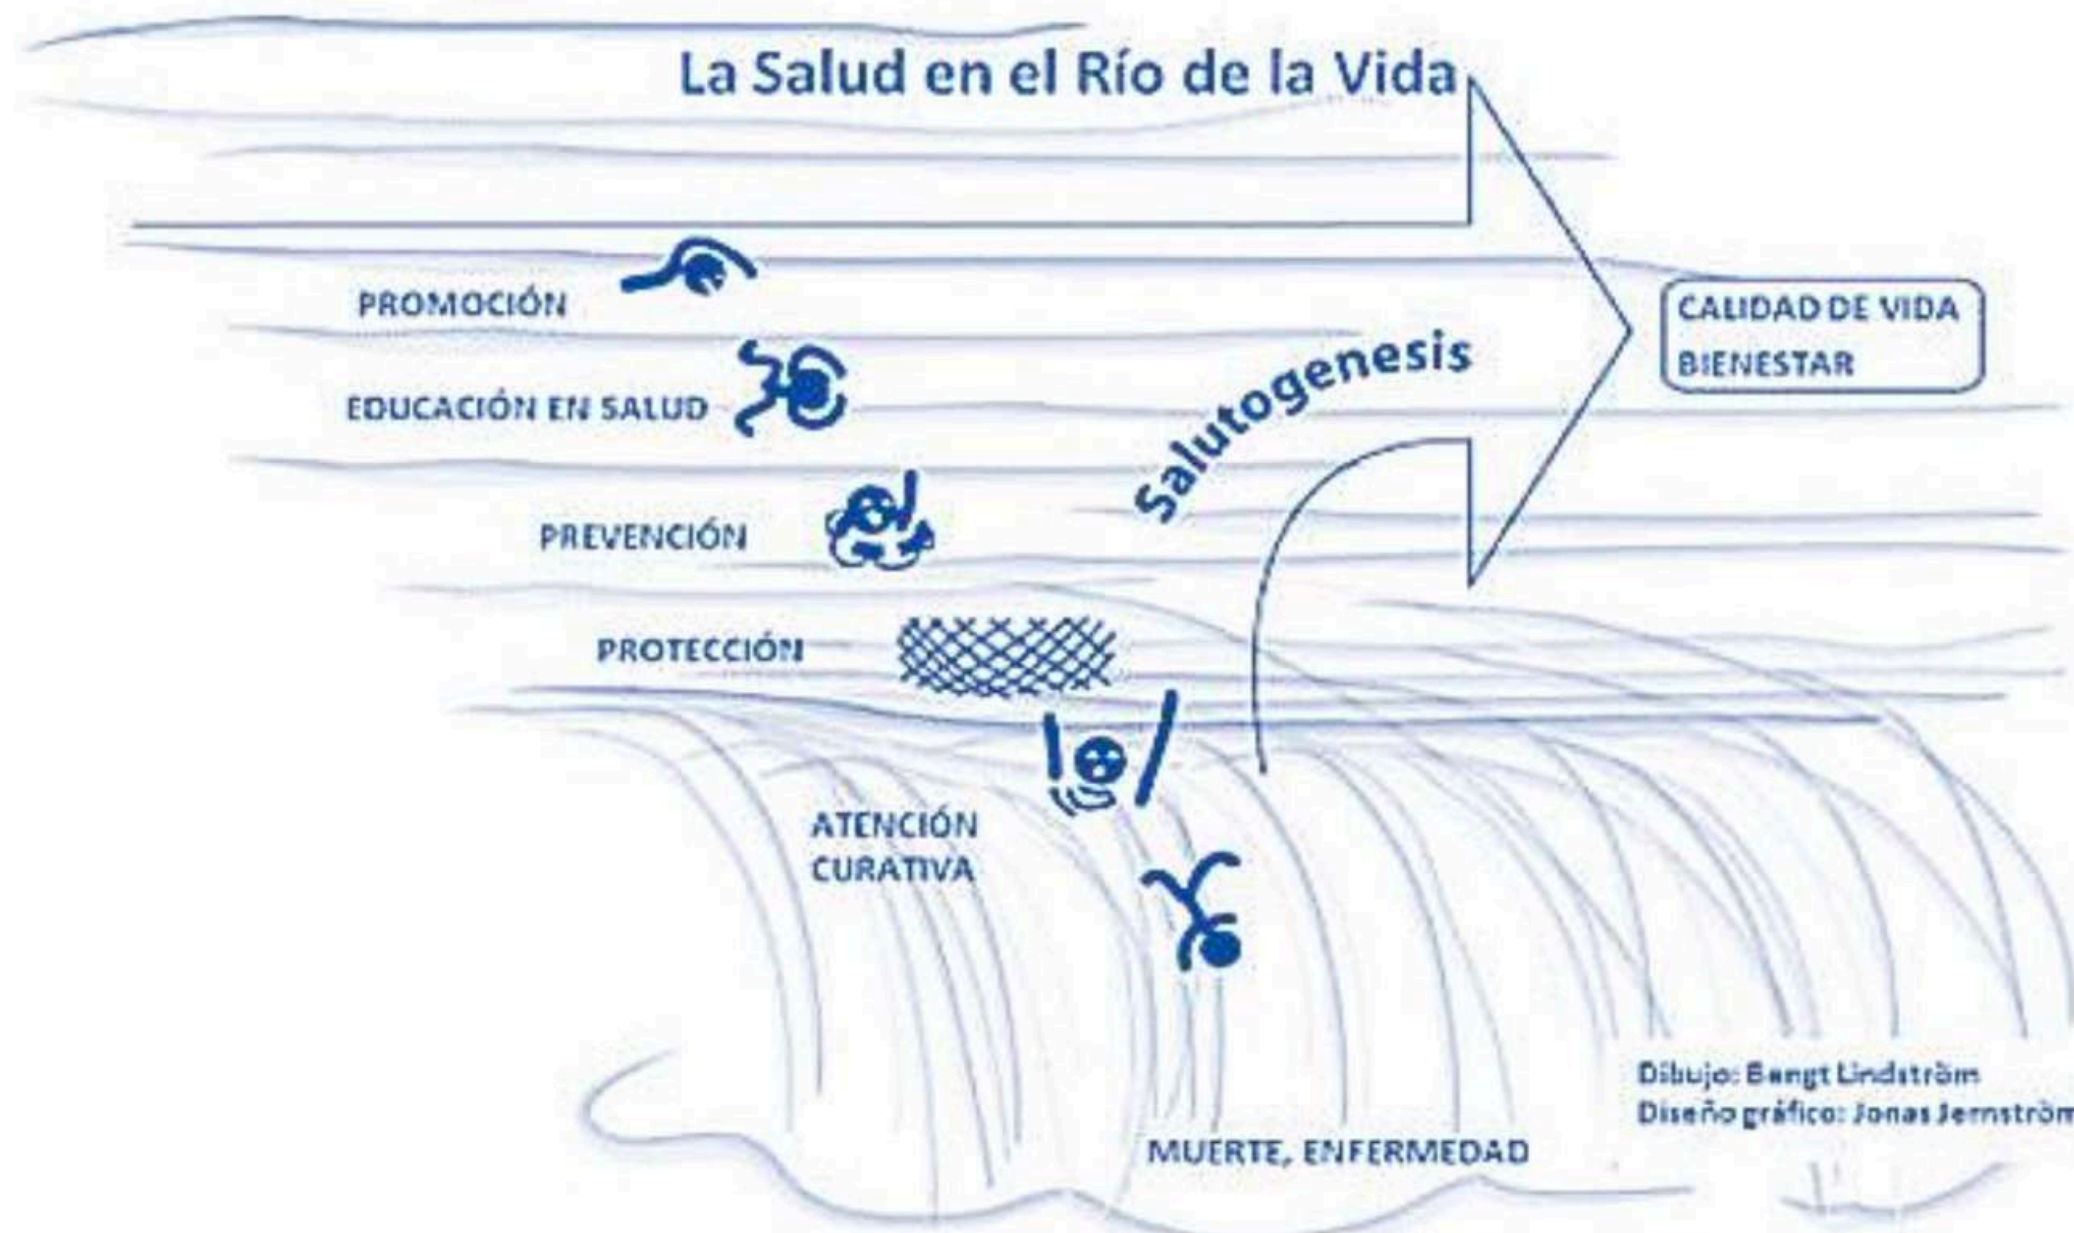 La Salud en el Río de la Vida
PROMOCIÓN
CALIDAD DE VIDA
BIENESTAR
Salutogenesis
EDUCACIÓN EN SALUD
PREVENCIÓN
PROTECCIÓN
ATENCIÓN
CURATIVA
MUERTE, ENFERMEDAD
Dibujo: Bengt Lindström
Diseño gráfico: Jonas Jernström